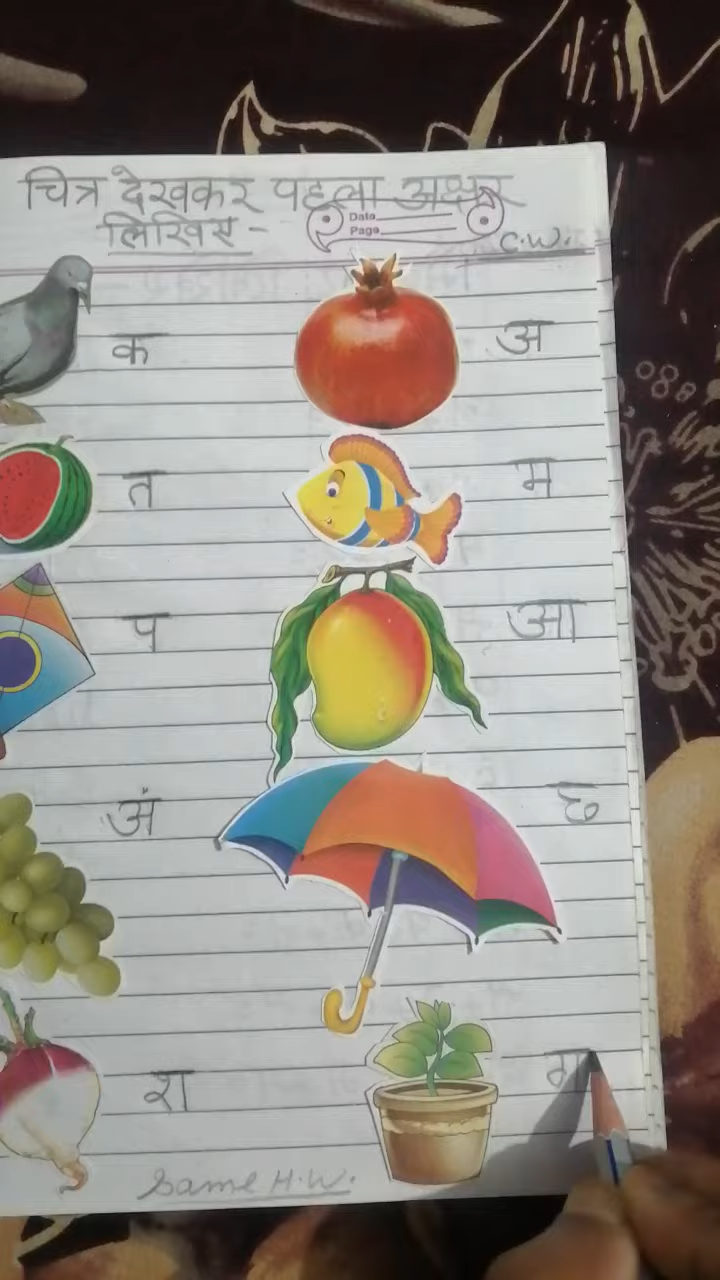 चित्र देखकर पहला अक्षर
लिखिए -
Date
Page
C.W.
क
अ
त
म
प
आ
अं
छ
श
ग
Same H.W.